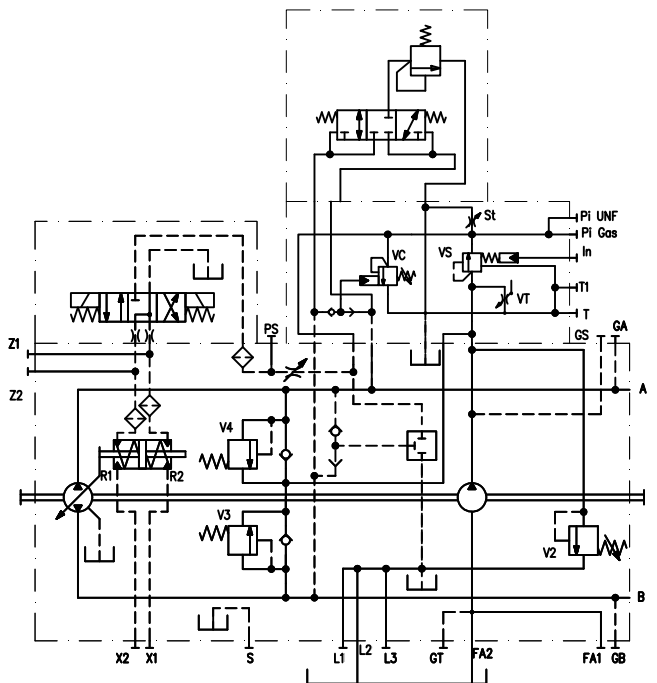 St
Pi UNF
Pi Gas
VC
VS
In
T1
VT
T
Z1
PS
GS
GA
Z2
A
V4
R1
R2
V3
V2
B
X2
X1
S
L1
L2
L3
GT
FA2
FA1
GB